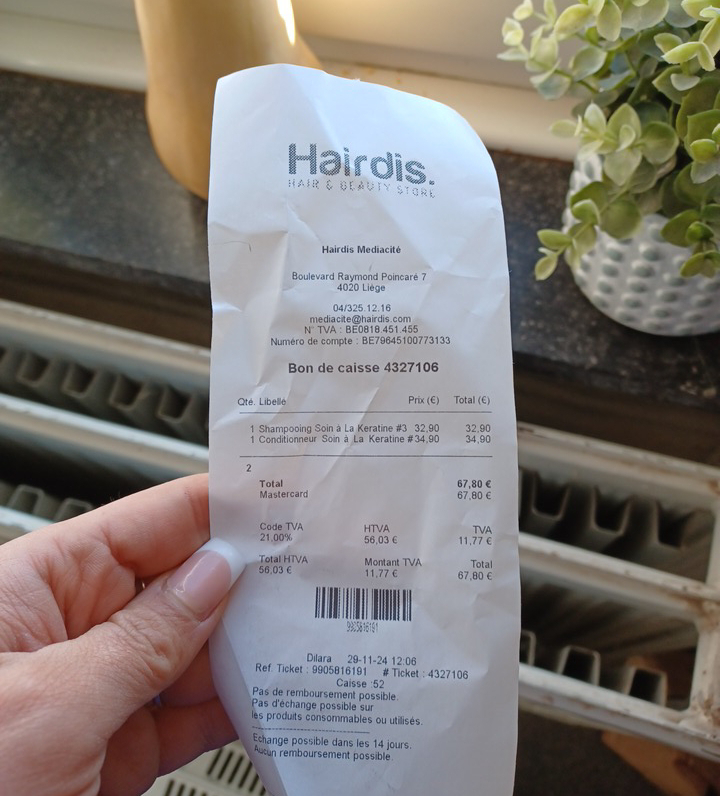 Hairdis.
HAIR & BEAUTY STORE
Hairdis Mediacité
Boulevard Raymond Poincaré 7
4020 Liège
04/325.12.16
mediacite@hairdis.com
N° TVA : BE0818.451.455
Numéro de compte : BE79645100773133
Bon de caisse 4327106
Qté. Libellé Prix (€) Total (€)
1 Shampooing Soin à La Keratine #3 32,90 32,90
1 Conditionneur Soin à La Keratine #34,90 34,90
2
Total 67,80 €
Mastercard 67,80 €
Code TVA HTVA TVA
21,00% 56,03 € 11,77 €
Total HTVA Montant TVA Total
56,03 € 11,77 € 67,80 €
9905816191
Dilara 29-11-24 12:06
Ref. Ticket : 9905816191 # Ticket : 4327106
Caisse :52
Pas de remboursement possible.
Pas d'échange possible sur
les produits consommables ou utilisés.
Echange possible dans les 14 jours.
Aucun remboursement possible.